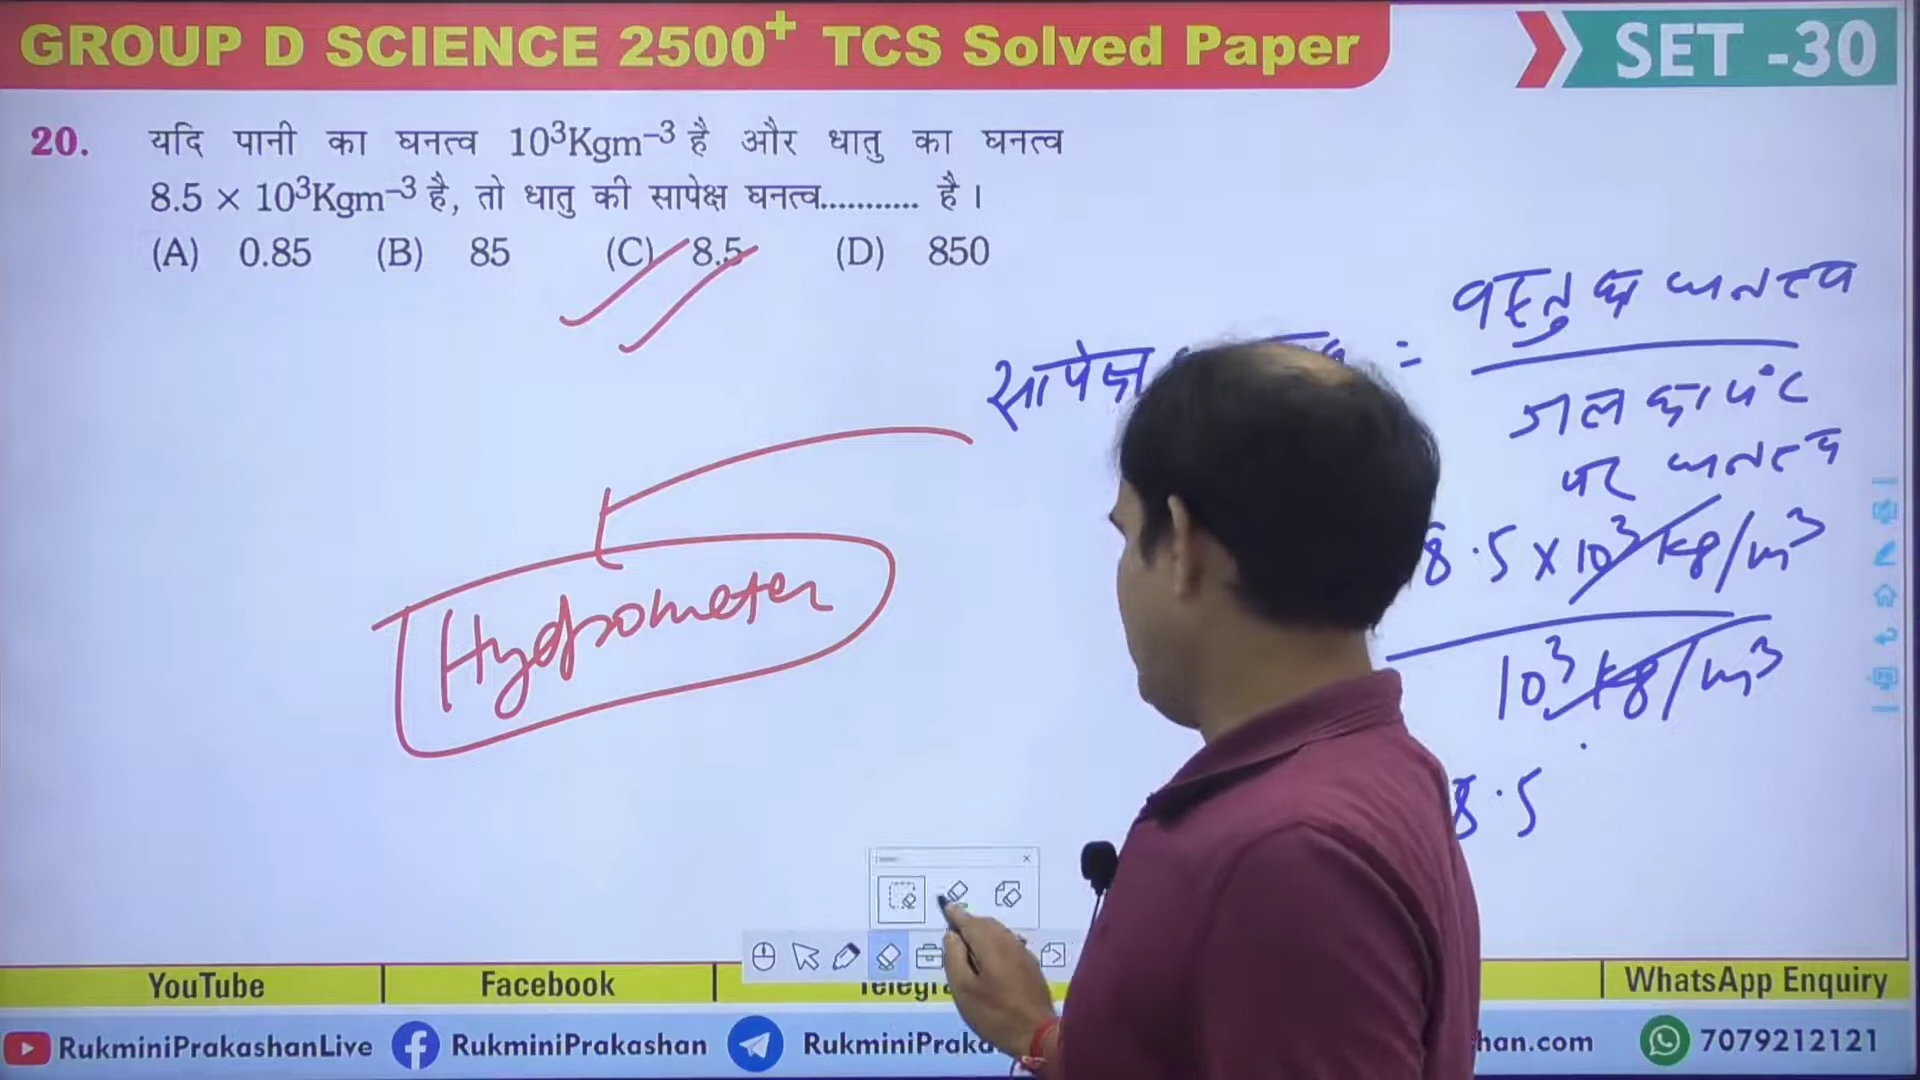 GROUP D SCIENCE 2500+ TCS Solved Paper
SET -30
20. यदि पानी का घनत्व 10³Kgm⁻³ है और धातु का घनत्व
8.5 × 10³Kgm⁻³ है, तो धातु की सापेक्ष घनत्व........... है ।
(A) 0.85 (B) 85 (C) 8.5 (D) 850
वस्तु का घनत्व
सापेक्ष =
जल का 4°C
पर घनत्व
8.5 x 10³ kg/m³
10³ kg/m³
8.5
Hydrometer
YouTube Facebook WhatsApp Enquiry
RukminiPrakashanLive RukminiPrakashan 7079212121